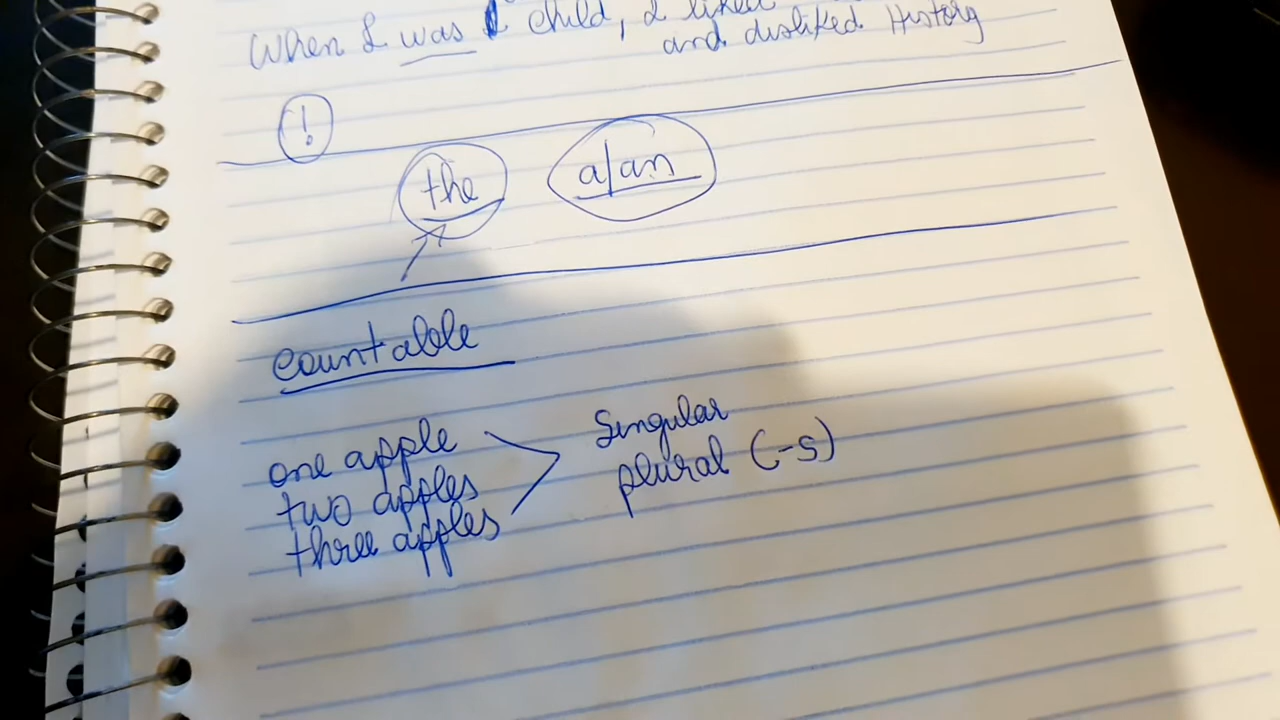 When I was child, I liked
and disliked History
!
the a/an
countable
one apple
two apples
three apples
Singular
plural (-s)